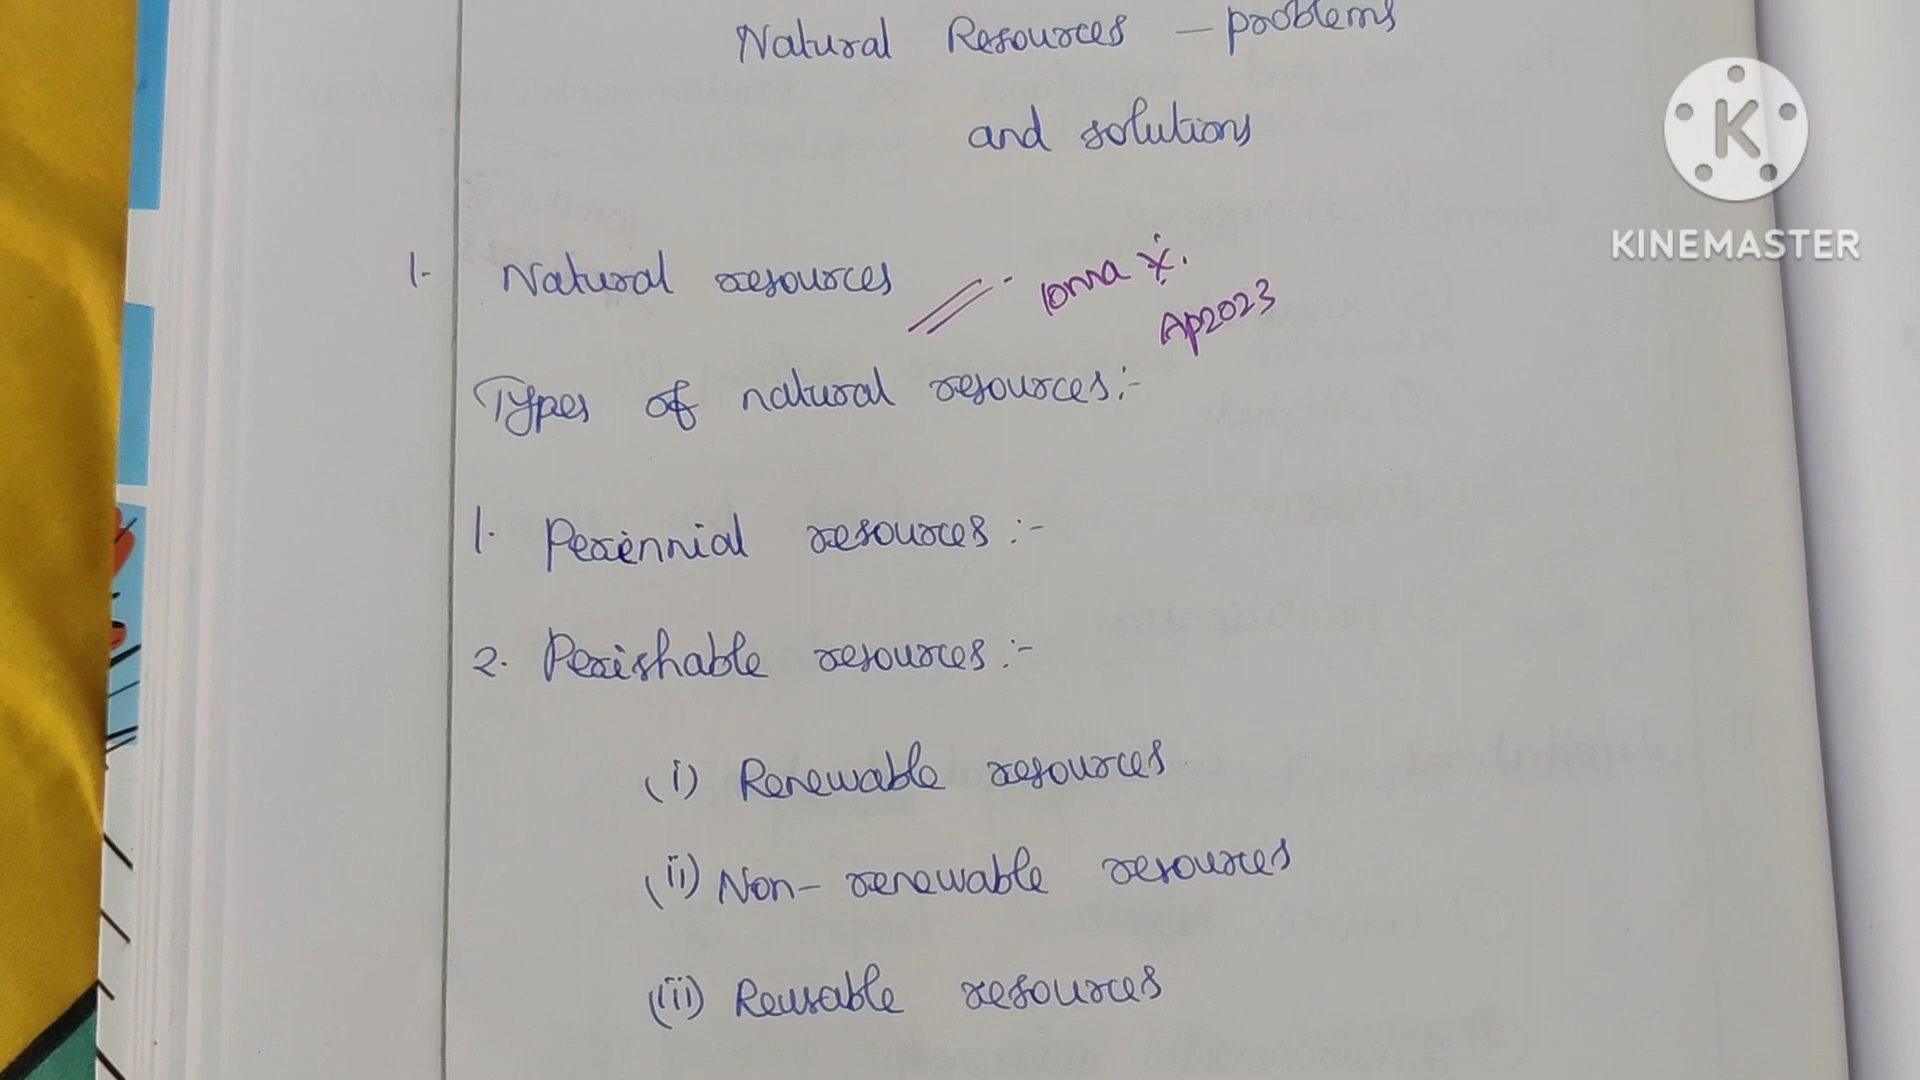 Natural Resources - problems
and solutions
K
KINEMASTER
1. Natural resources
10ma
Ap2023
Types of natural resources:-
1. Perennial resources:-
2. Perishable resources:-
(i) Renewable resources
(ii) Non-renewable resources
(iii) Reusable resources